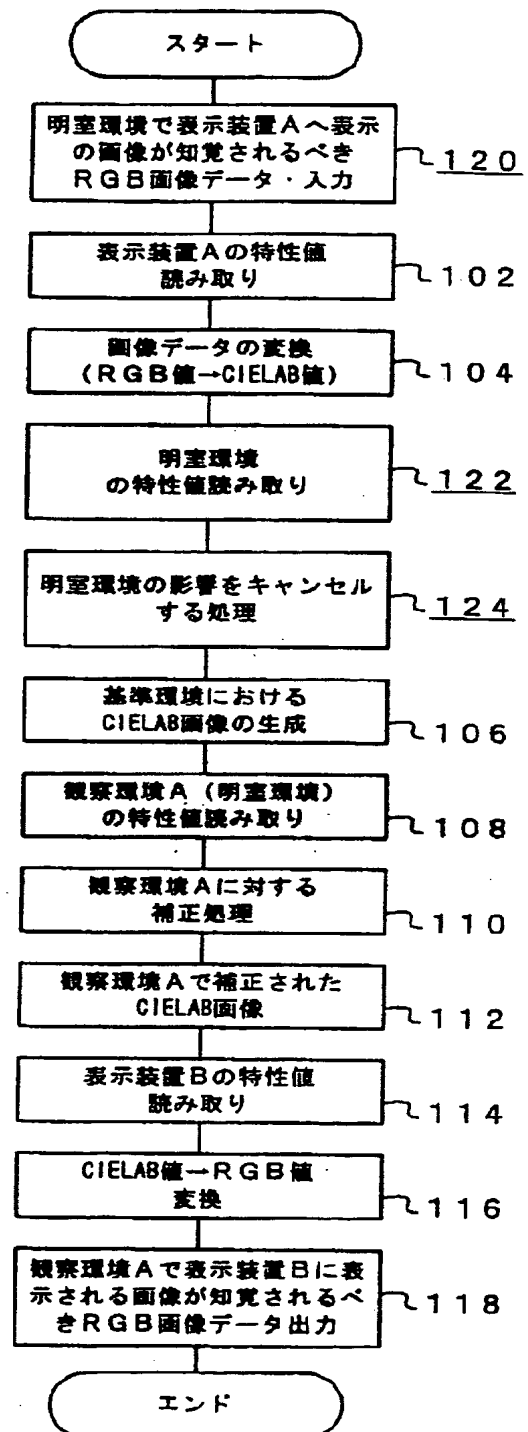 スタート
明室環境で表示装置Aへ表示
の画像が知覚されるべき
RGB画像データ・入力
120
表示装置Aの特性値
読み取り
102
画像データの変換
(RGB値→CIELAB値)
104
明室環境
の特性値読み取り
122
明室環境の影響をキャンセル
する処理
124
基準環境における
CIELAB画像の生成
106
観察環境A(明室環境)
の特性値読み取り
108
観察環境Aに対する
補正処理
110
観察環境Aで補正された
CIELAB画像
112
表示装置Bの特性値
読み取り
114
CIELAB値→RGB値
変換
116
観察環境Aで表示装置Bに表
示される画像が知覚されるべ
きRGB画像データ出力
118
エンド